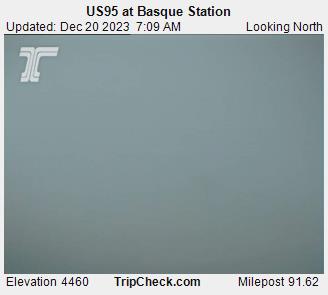 US95 at Basque Station
Updated: Dec 20 2023 7:09 AM Looking North
Elevation 4460 TripCheck.com Milepost 91.62